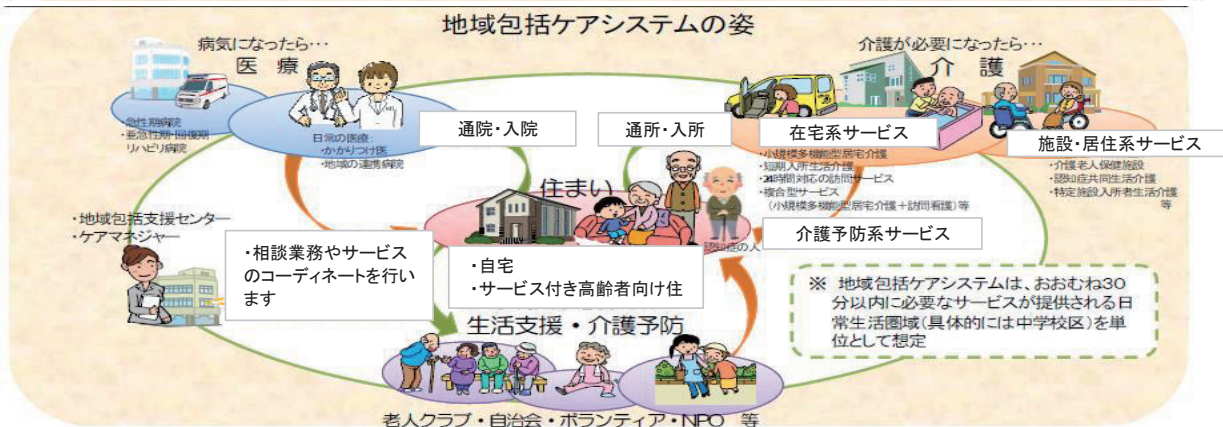 地域包括ケアシステムの姿
病気になったら…
医 療
・急性期病院
・亜急性期・回復期
リハビリ病院
日常の医療：
・かかりつけ医
・地域の連携病院
通院・入院
通所・入所
介護が必要になったら…
介 護
在宅系サービス
・小規模多機能型居宅介護
・短期入所生活介護
・24時間対応の訪問サービス
・複合型サービス
（小規模多機能型居宅介護＋訪問看護）等
施設・居住系サービス
・介護老人保健施設
・認知症共同生活介護
・特定施設入所者生活介護
等
介護予防系サービス
住まい
認知症の人
・地域包括支援センター
・ケアマネジャー
・相談業務やサービス
のコーディネートを行い
ます
・自宅
・サービス付き高齢者向け住
生活支援・介護予防
※ 地域包括ケアシステムは、おおむね30
分以内に必要なサービスが提供される日
常生活圏域（具体的には中学校区）を単
位として想定
老人クラブ・自治会・ボランティア・NPO 等